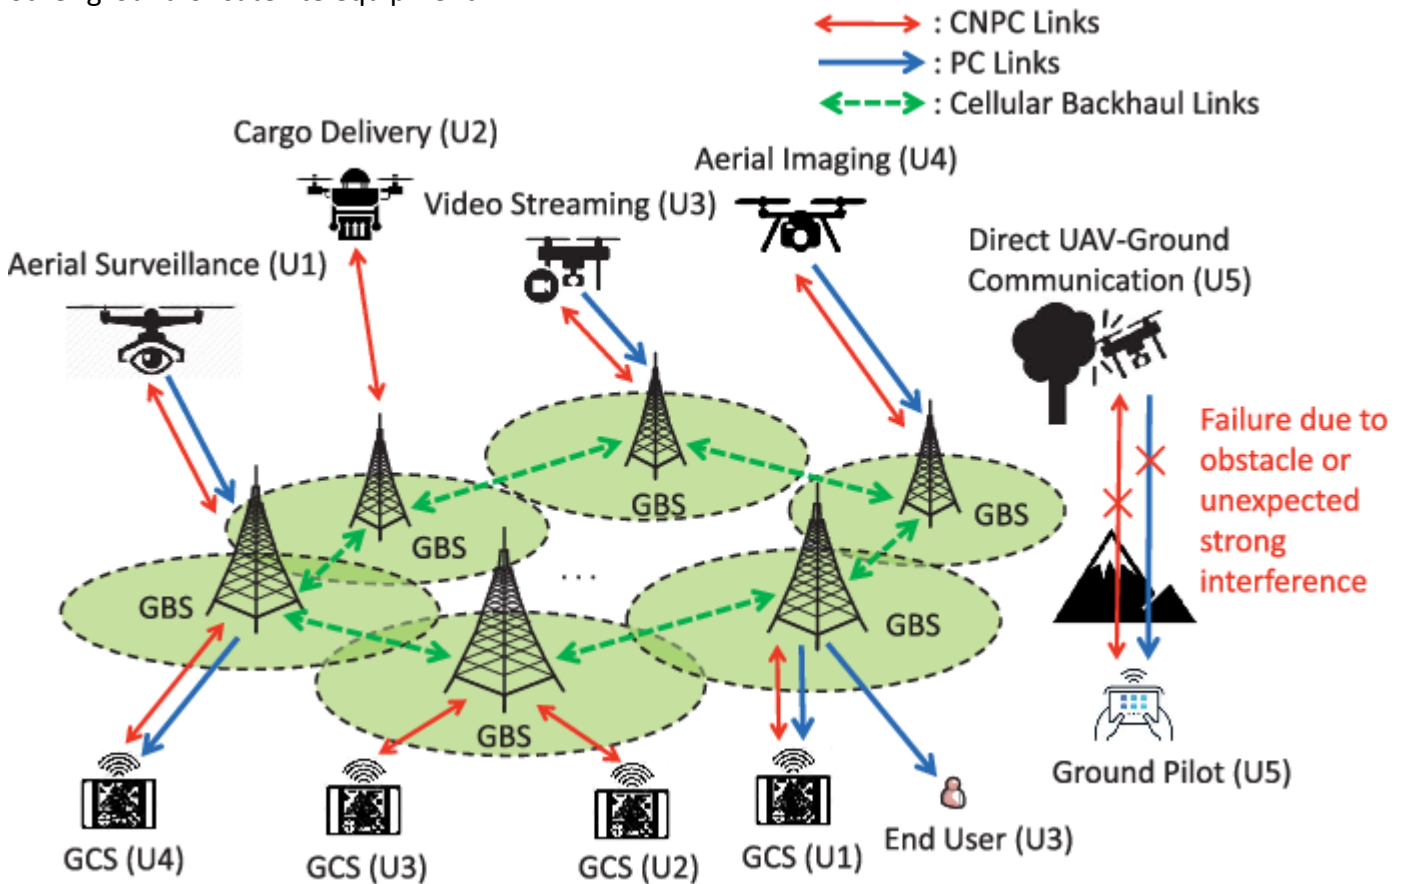 : CNPC Links
: PC Links
: Cellular Backhaul Links
Cargo Delivery (U2)
Aerial Imaging (U4)
Video Streaming (U3)
Direct UAV-Ground
Communication (U5)
Aerial Surveillance (U1)
Failure due to
obstacle or
unexpected
strong
interference
GBS
GBS
GBS
...
GBS
GBS
GBS
Ground Pilot (U5)
End User (U3)
GCS (U4)
GCS (U3)
GCS (U2)
GCS (U1)